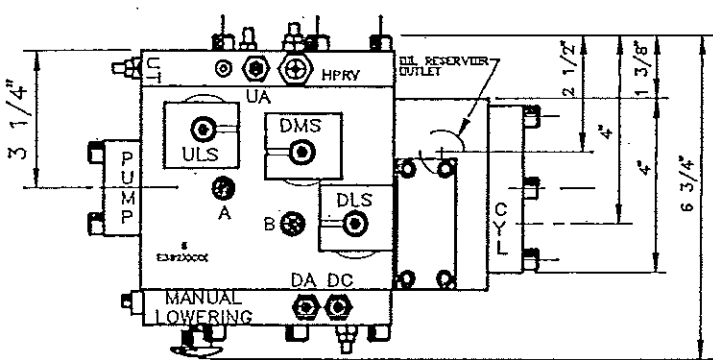 UT
HPRV
OIL RESERVOIR
OUTLET
UA
ULS
DMS
DLS
A
B
PUMP
CYL
DA DC
MANUAL
LOWERING
3 1/4"
2 1/2"
1 3/8"
4"
4"
6 3/4"